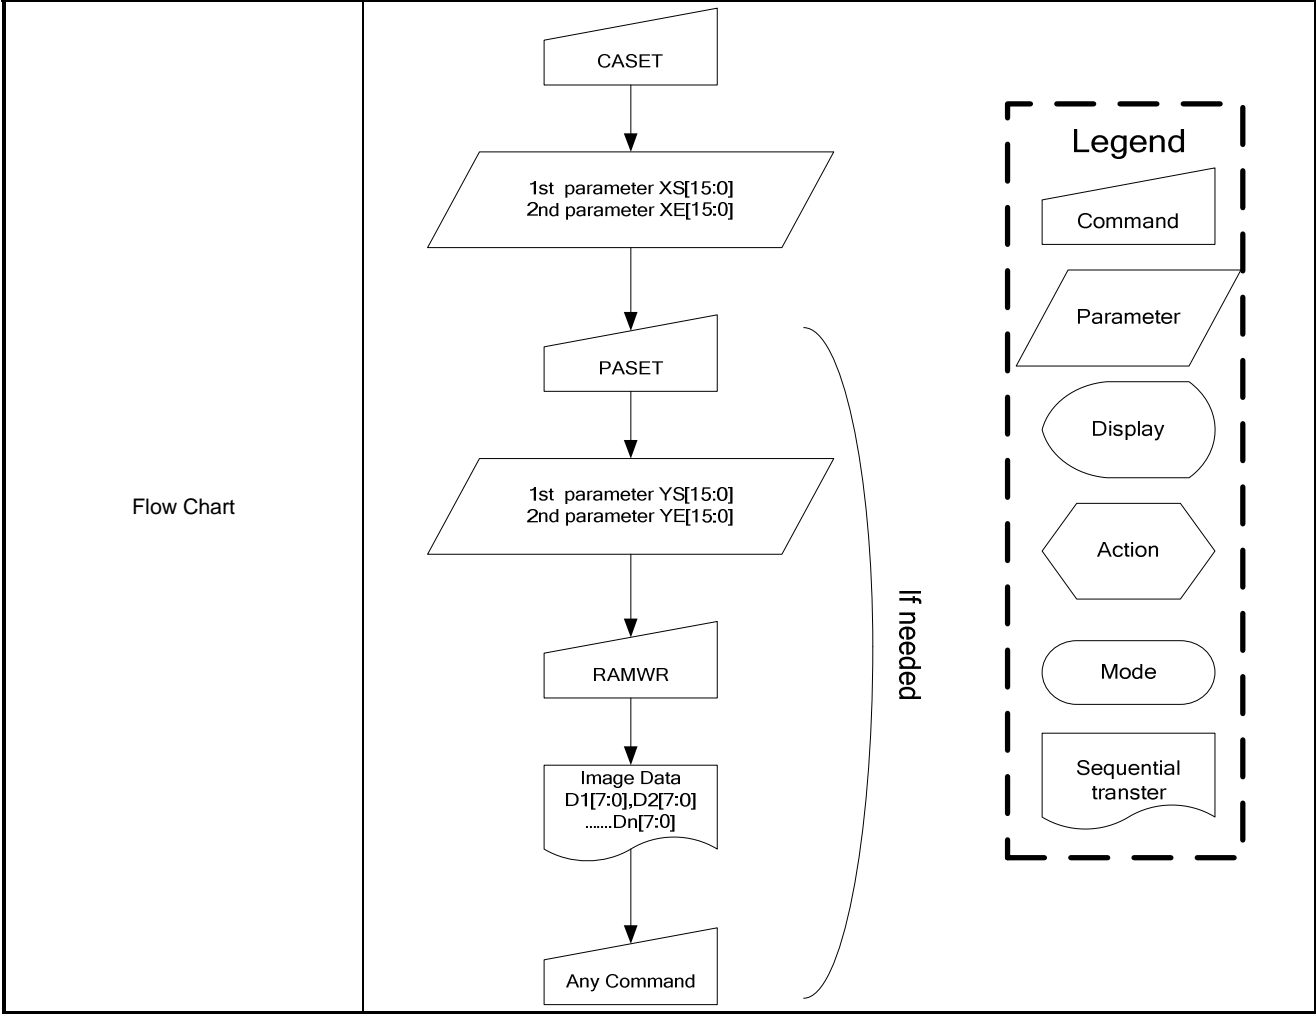 Flow Chart
CASET
1st parameter XS[15:0]
2nd parameter XE[15:0]
PASET
1st parameter YS[15:0]
2nd parameter YE[15:0]
RAMWR
Image Data
D1[7:0],D2[7:0]
.......Dn[7:0]
Any Command
If needed
Legend
Command
Parameter
Display
Action
Mode
Sequential
transter